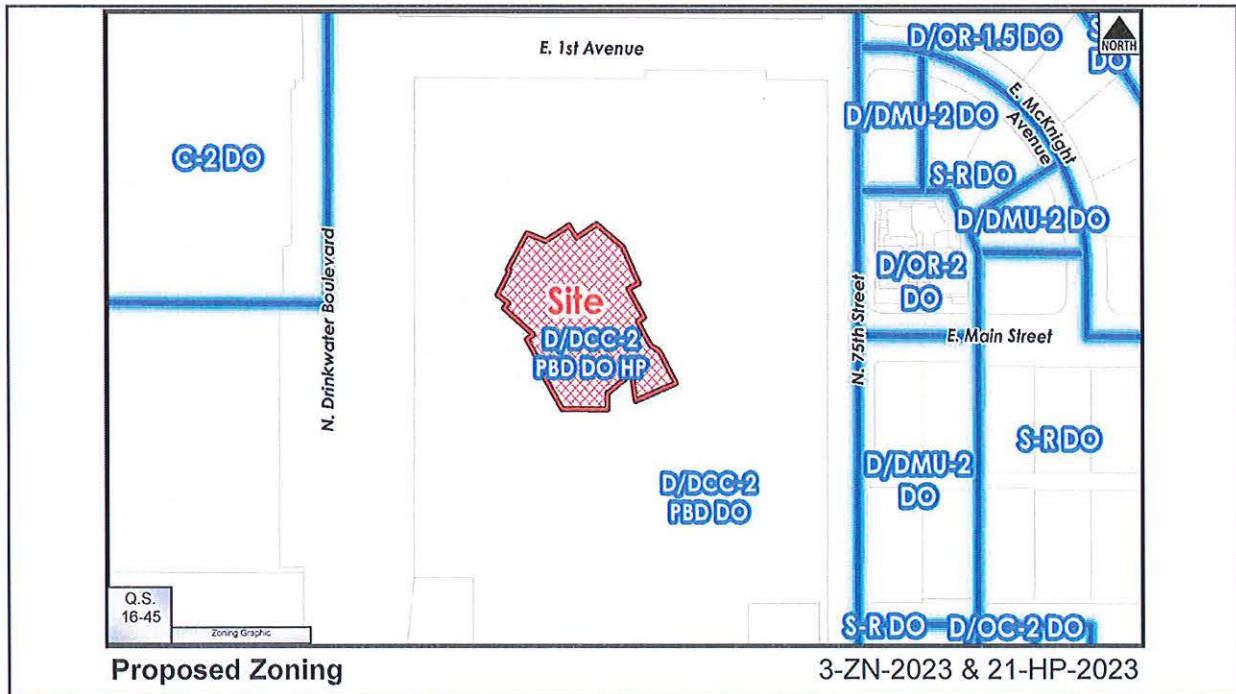 E. 1st Avenue
D/OR-1.5 DO
S
DO
NORTH
E. McKnight
Avenue
D/DMU-2 DO
C-2 DO
S-R DO
D/DMU-2 DO
N. Drinkwater Boulevard
D/OR-2
DO
Site
D/DCC-2
PBD DO HP
N. 75th Street
E. Main Street
S-R DO
D/DMU-2
DO
D/DCC-2
PBD DO
Q.S.
16-45
Zoning Graphic
S-R DO
D/OC-2 DO
Proposed Zoning
3-ZN-2023 & 21-HP-2023